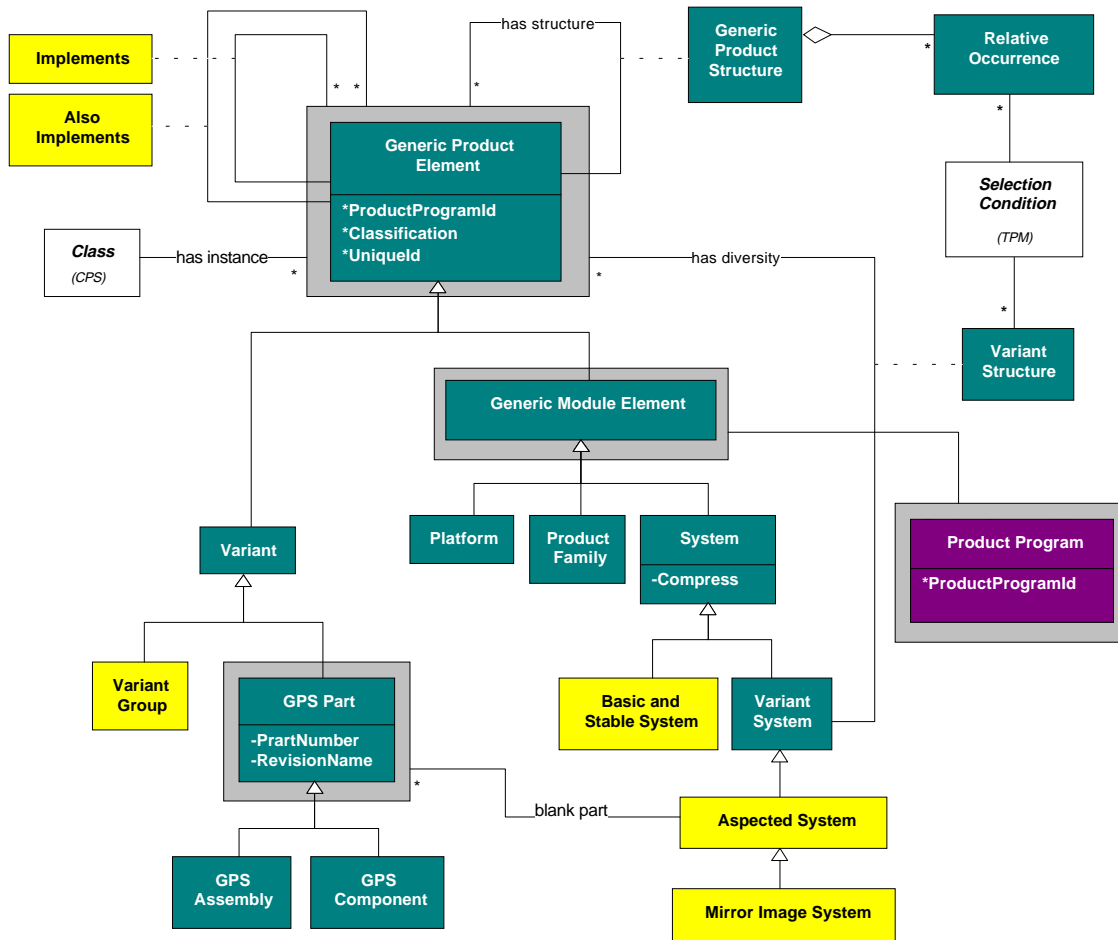 Implements
Also
Implements
has structure
Generic
Product
Structure
*
Relative
Occurrence
*
*
*
*
Generic Product
Element
*ProductProgramId
*Classification
*UniqueId
Selection
Condition
(TPM)
Class
(CPS)
has instance
*
has diversity
*
*
Variant
Structure
Generic Module Element
Variant
Platform
Product
Family
System
-Compress
Product Program
*ProductProgramId
Variant
Group
GPS Part
-PrartNumber
-RevisionName
Basic and
Stable System
Variant
System
*
blank part
Aspected System
GPS
Assembly
GPS
Component
Mirror Image System